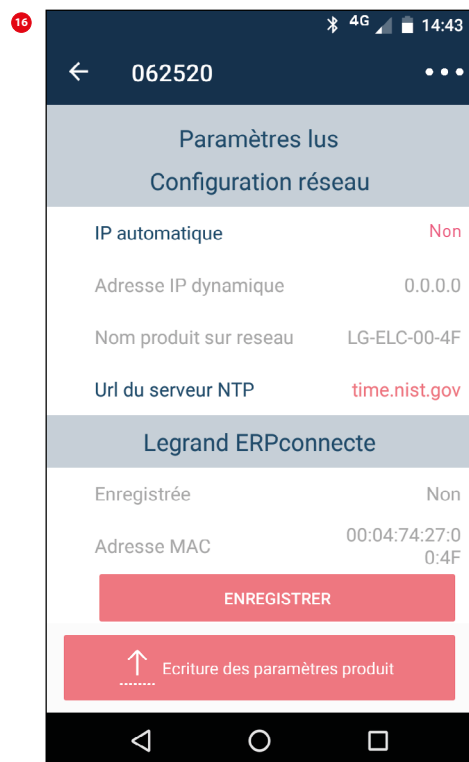 16
4G 14:43
062520
Paramètres lus
Configuration réseau
IP automatique Non
Adresse IP dynamique 0.0.0.0
Nom produit sur reseau LG-ELC-00-4F
Url du serveur NTP time.nist.gov
Legrand ERPconnecte
Enregistrée Non
Adresse MAC 00:04:74:27:0
0:4F
ENREGISTRER
Ecriture des paramètres produit